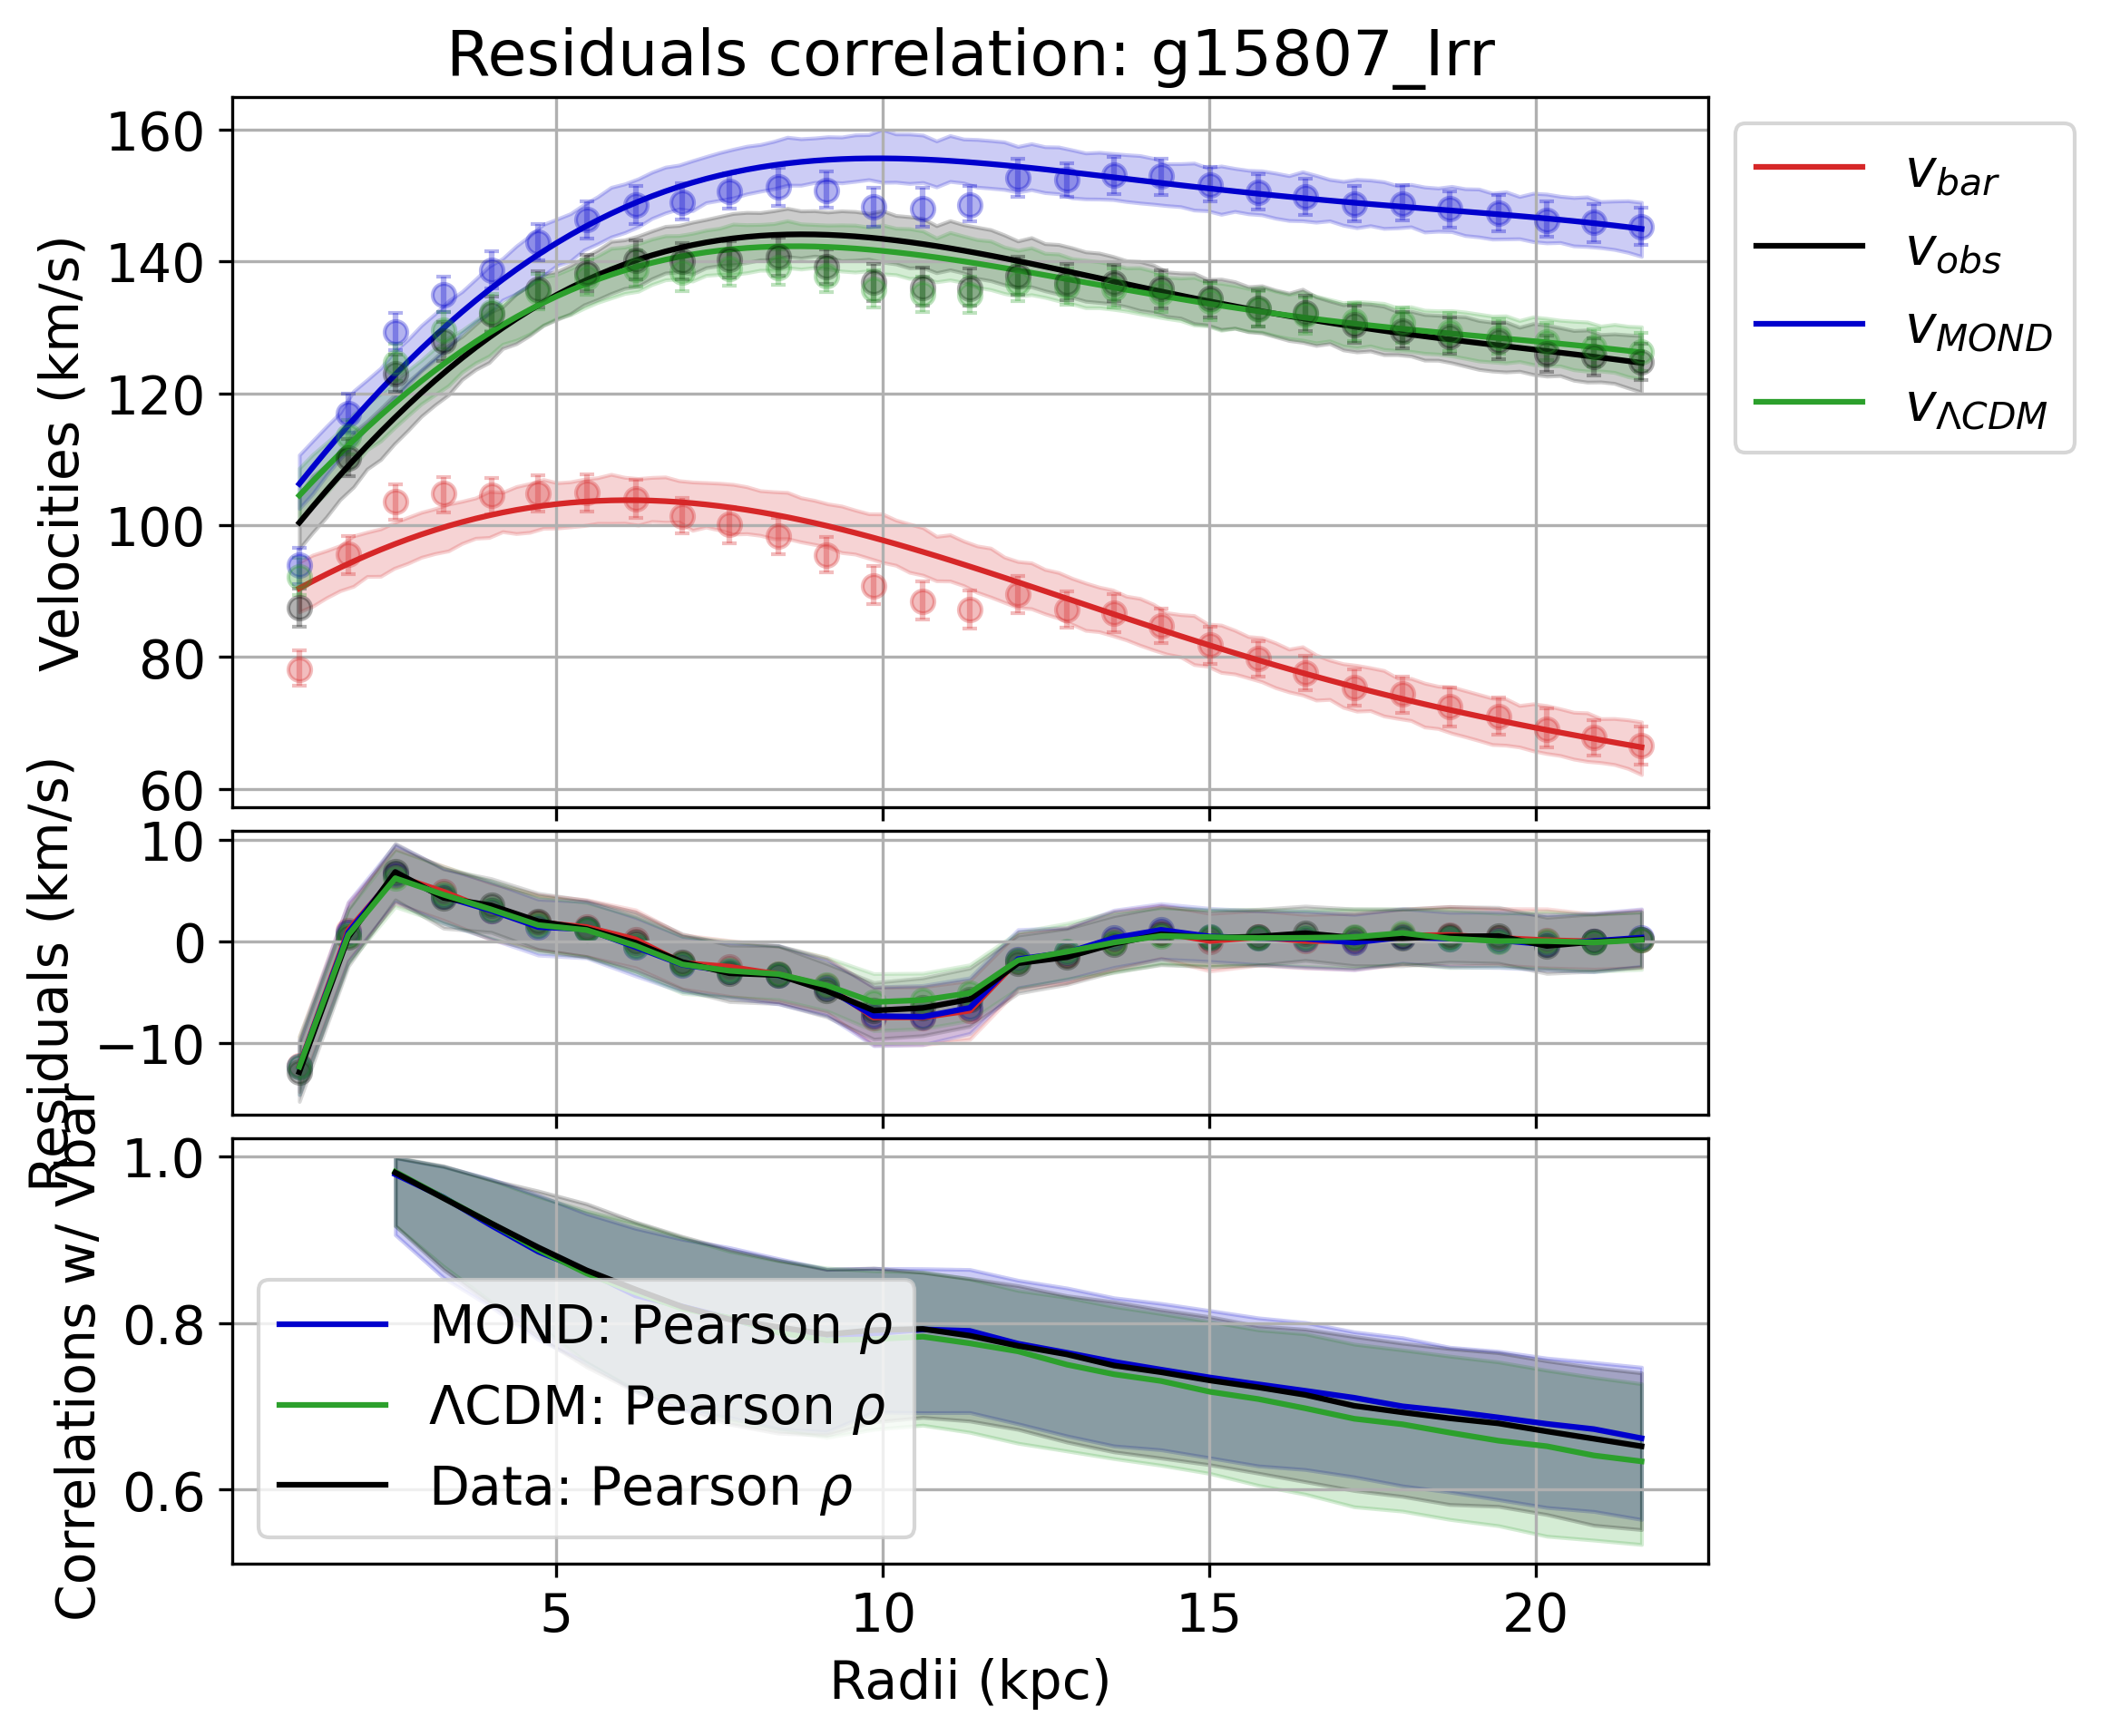 Residuals correlation: g15807_Irr
160
140
120
100
80
60
Velocities (km/s)
v_bar
v_obs
v_MOND
v_ΛCDM
10
0
−10
Residuals (km/s)
1.0
0.8
0.6
Correlations w/ Vbar
MOND: Pearson ρ
ΛCDM: Pearson ρ
Data: Pearson ρ
5 10 15 20
Radii (kpc)